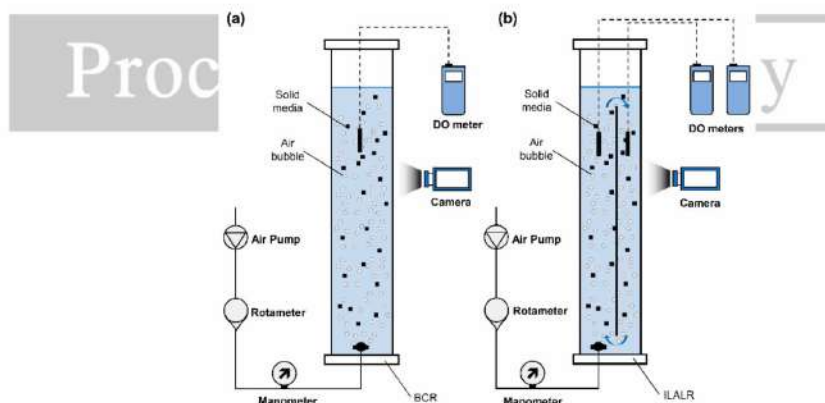 (a)
(b)
Proc
y
Solid
media
Air
bubble
DO meter
Camera
Air Pump
Rotameter
Manometer
BCR
Solid
media
Air
bubble
DO meters
Camera
Air Pump
Rotameter
Manometer
ILALR